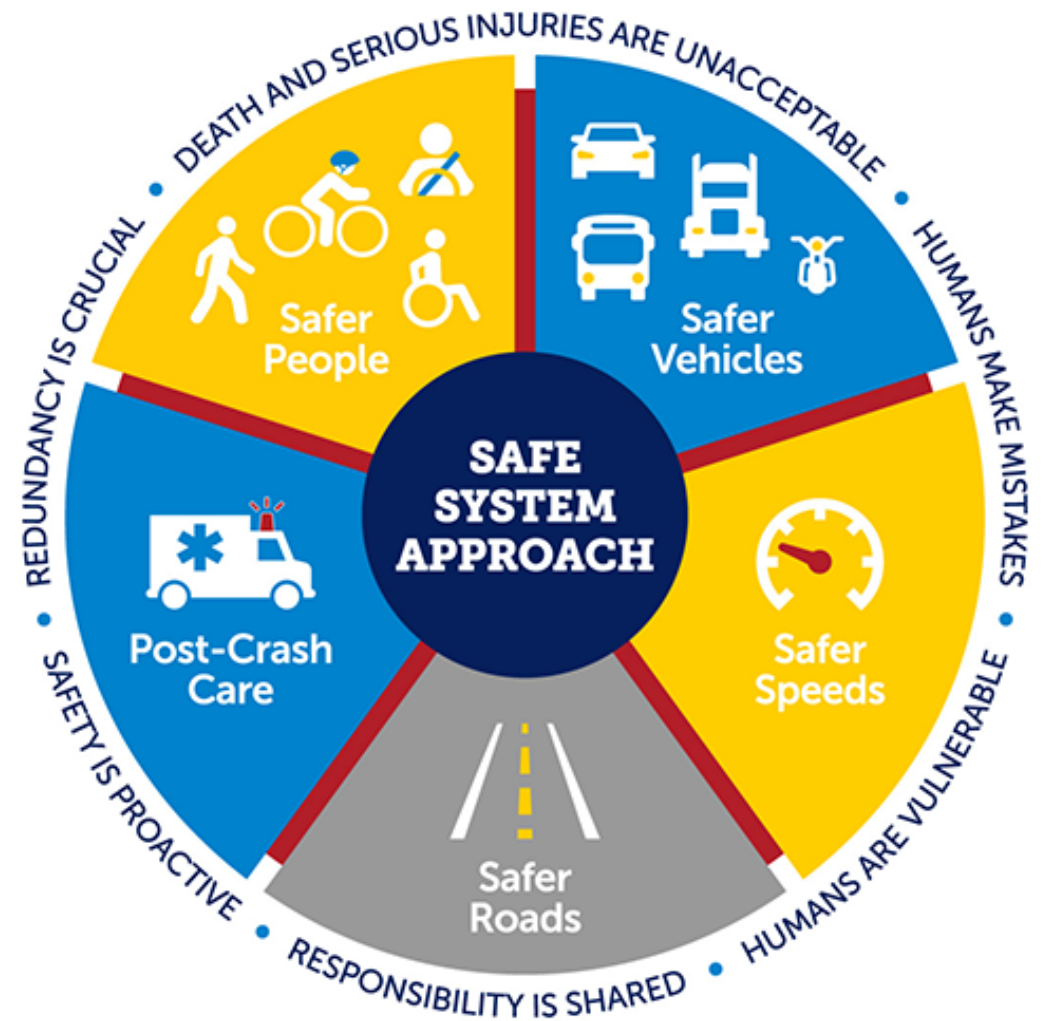 DEATH AND SERIOUS INJURIES ARE UNACCEPTABLE
HUMANS MAKE MISTAKES
HUMANS ARE VULNERABLE
RESPONSIBILITY IS SHARED
SAFETY IS PROACTIVE
REDUNDANCY IS CRUCIAL
SAFE
SYSTEM
APPROACH
Safer
People
Safer
Vehicles
Safer
Speeds
Safer
Roads
Post-Crash
Care